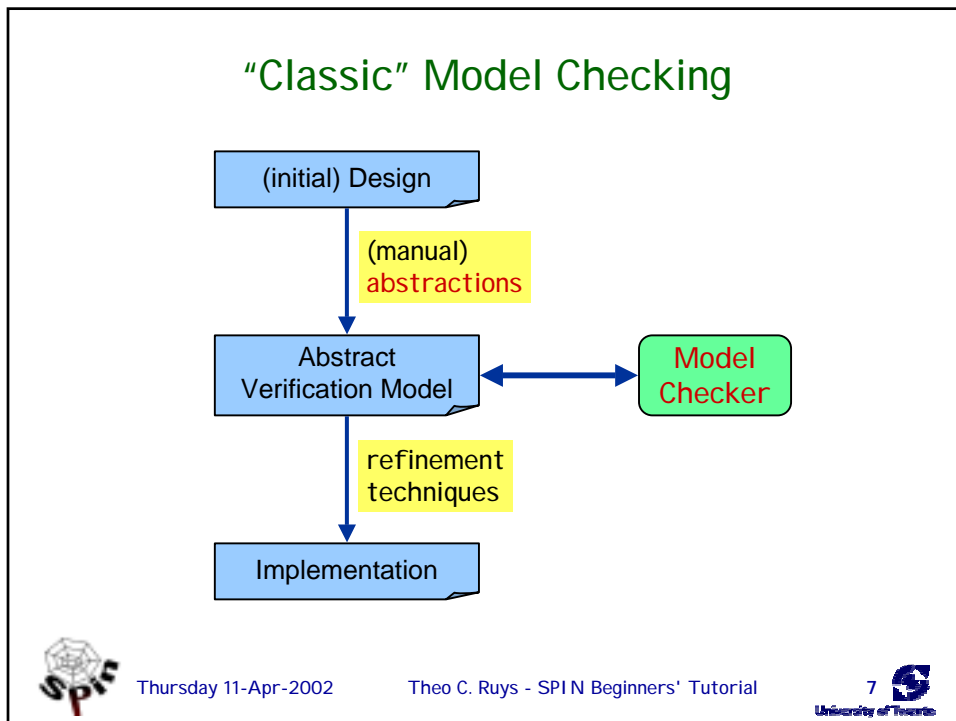 “Classic” Model Checking
(initial) Design
(manual)
abstractions
Abstract
Verification Model
Model
Checker
refinement
techniques
Implementation
Spin
Thursday 11-Apr-2002 Theo C. Ruys - SPIN Beginners' Tutorial 7
University of Twente